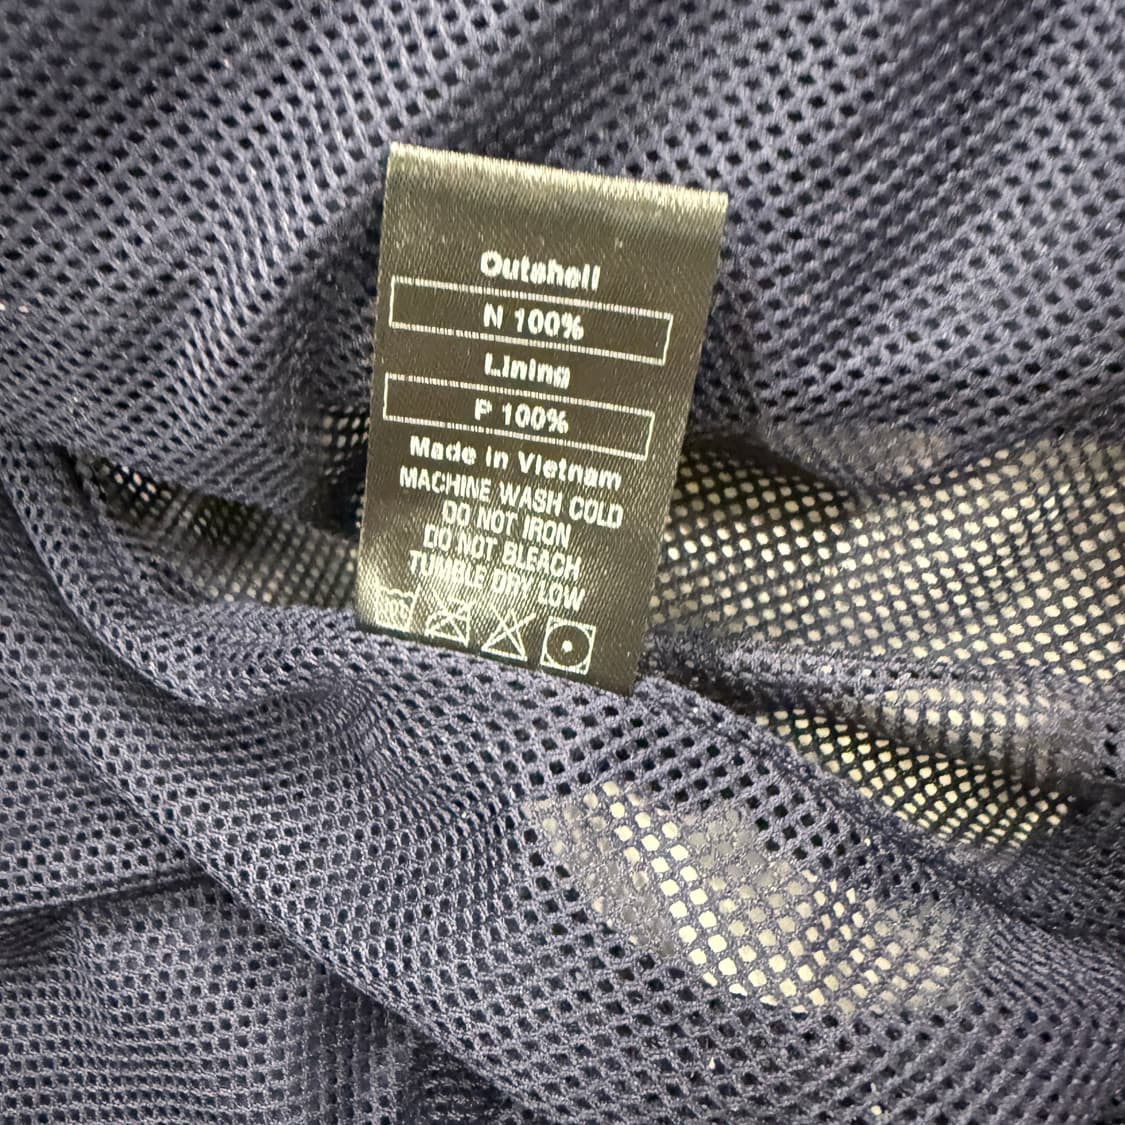 Outshell
N 100%
Lining
P 100%
Made in Vietnam
MACHINE WASH COLD
DO NOT IRON
DO NOT BLEACH
TUMBLE DRY LOW